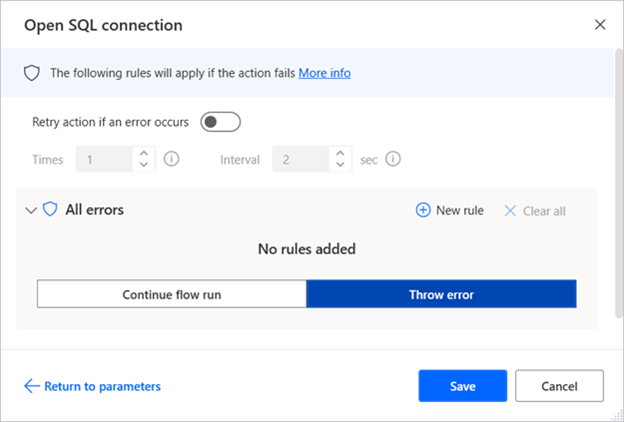 Open SQL connection
The following rules will apply if the action fails More info
Retry action if an error occurs
Times 1 Interval 2 sec
All errors New rule Clear all
No rules added
Continue flow run Throw error
Return to parameters Save Cancel